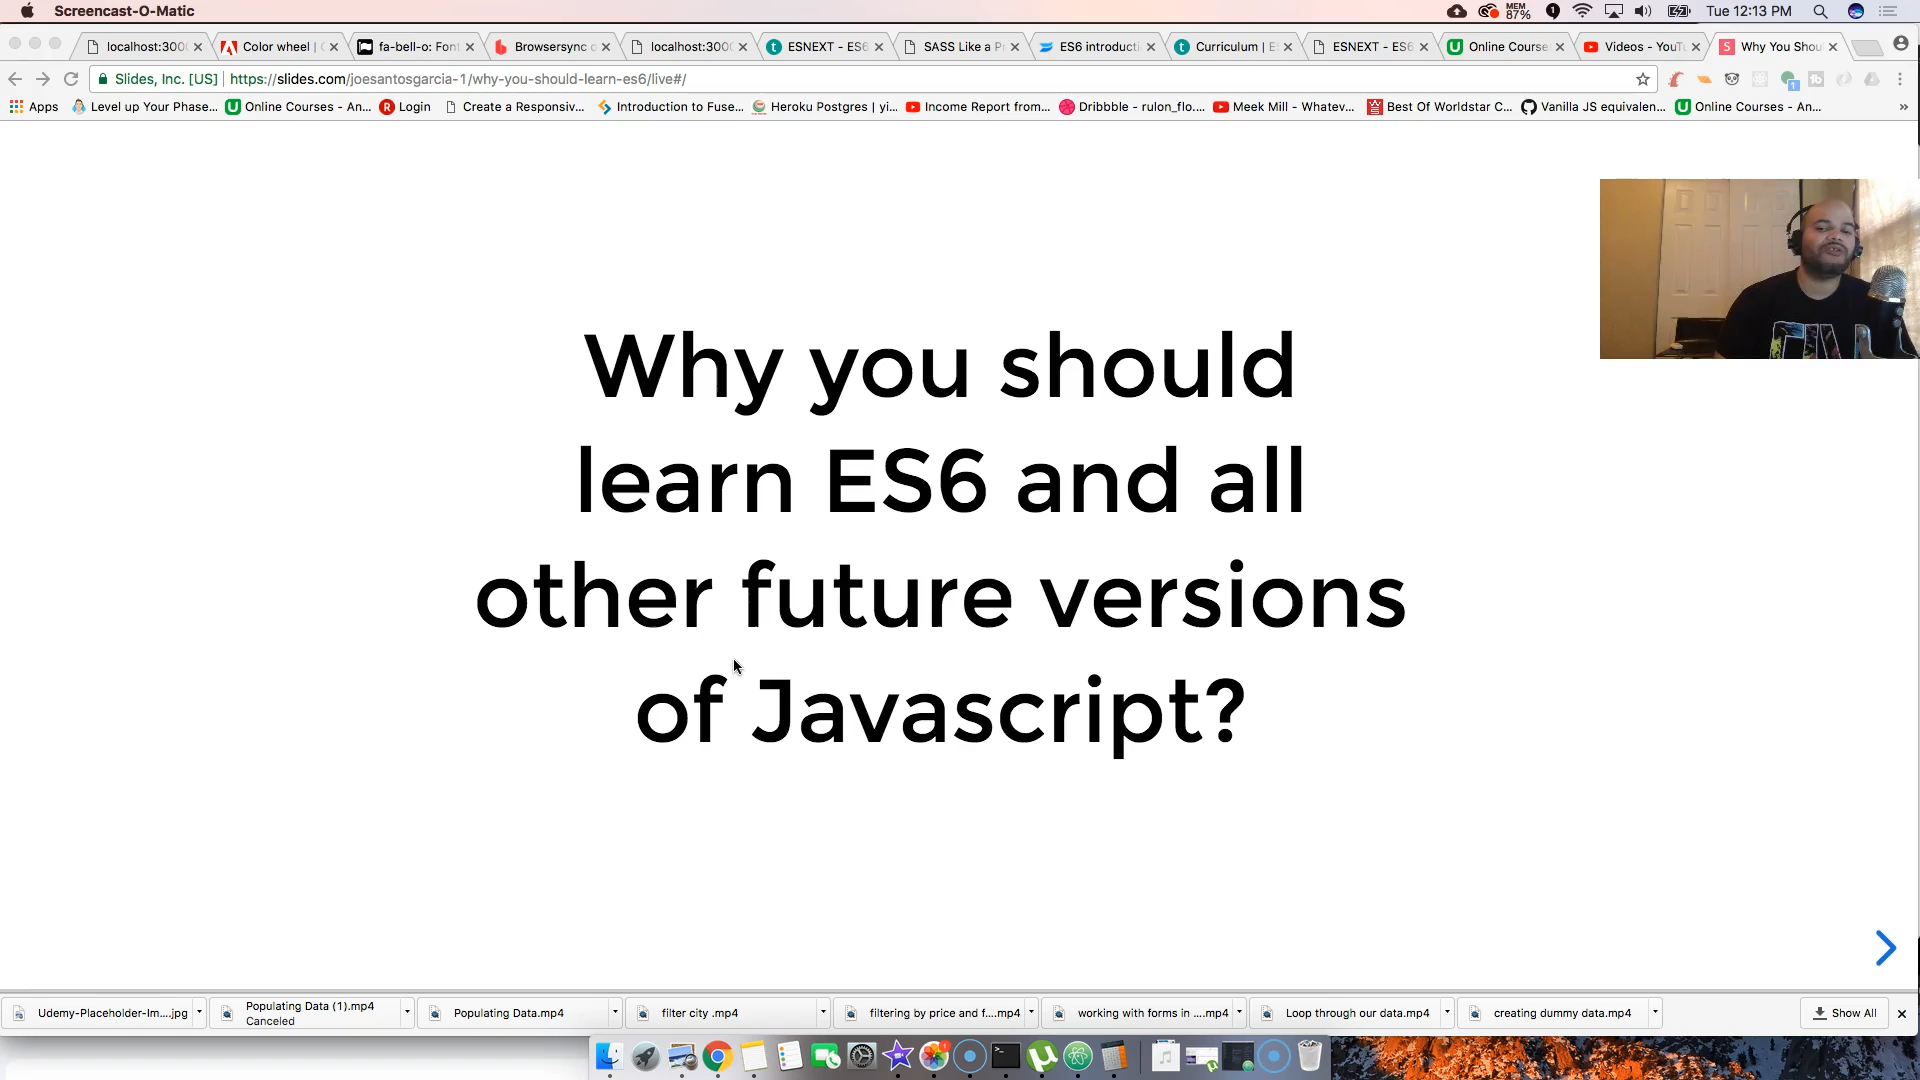 Screencast-O-Matic
MEM
87%
Tue 12:13 PM
localhost:300
Color wheel |
fa-bell-o: Font
Browsersync
localhost:300
ESNEXT - ES6
SASS Like a P
ES6 introducti
Curriculum |
ESNEXT - ES6
Online Course
Videos - YouTu
Why You Shou
Slides, Inc. [US]
https://slides.com/joesantosgarcia-1/why-you-should-learn-es6/live#/
Apps
Level up Your Phase...
Online Courses - An...
Login
Create a Responsiv...
Introduction to Fuse...
Heroku Postgres | yi...
Income Report from...
Dribbble - rulon_flo....
Meek Mill - Whatev...
Best Of Worldstar C...
Vanilla JS equivalen...
Online Courses - An...
Why you should
learn ES6 and all
other future versions
of Javascript?
Udemy-Placeholder-Im....jpg
Populating Data (1).mp4
Canceled
Populating Data.mp4
filter city .mp4
filtering by price and f....mp4
working with forms in ....mp4
Loop through our data.mp4
creating dummy data.mp4
Show All